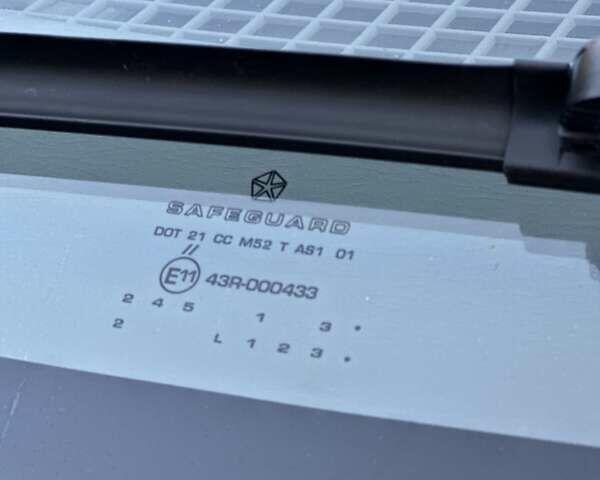 SAFEGUARD
DOT 21 CC M52 T AS1 01
//
E11 43R-000433
2 4 5 1 3 •
2 L 1 2 3 •